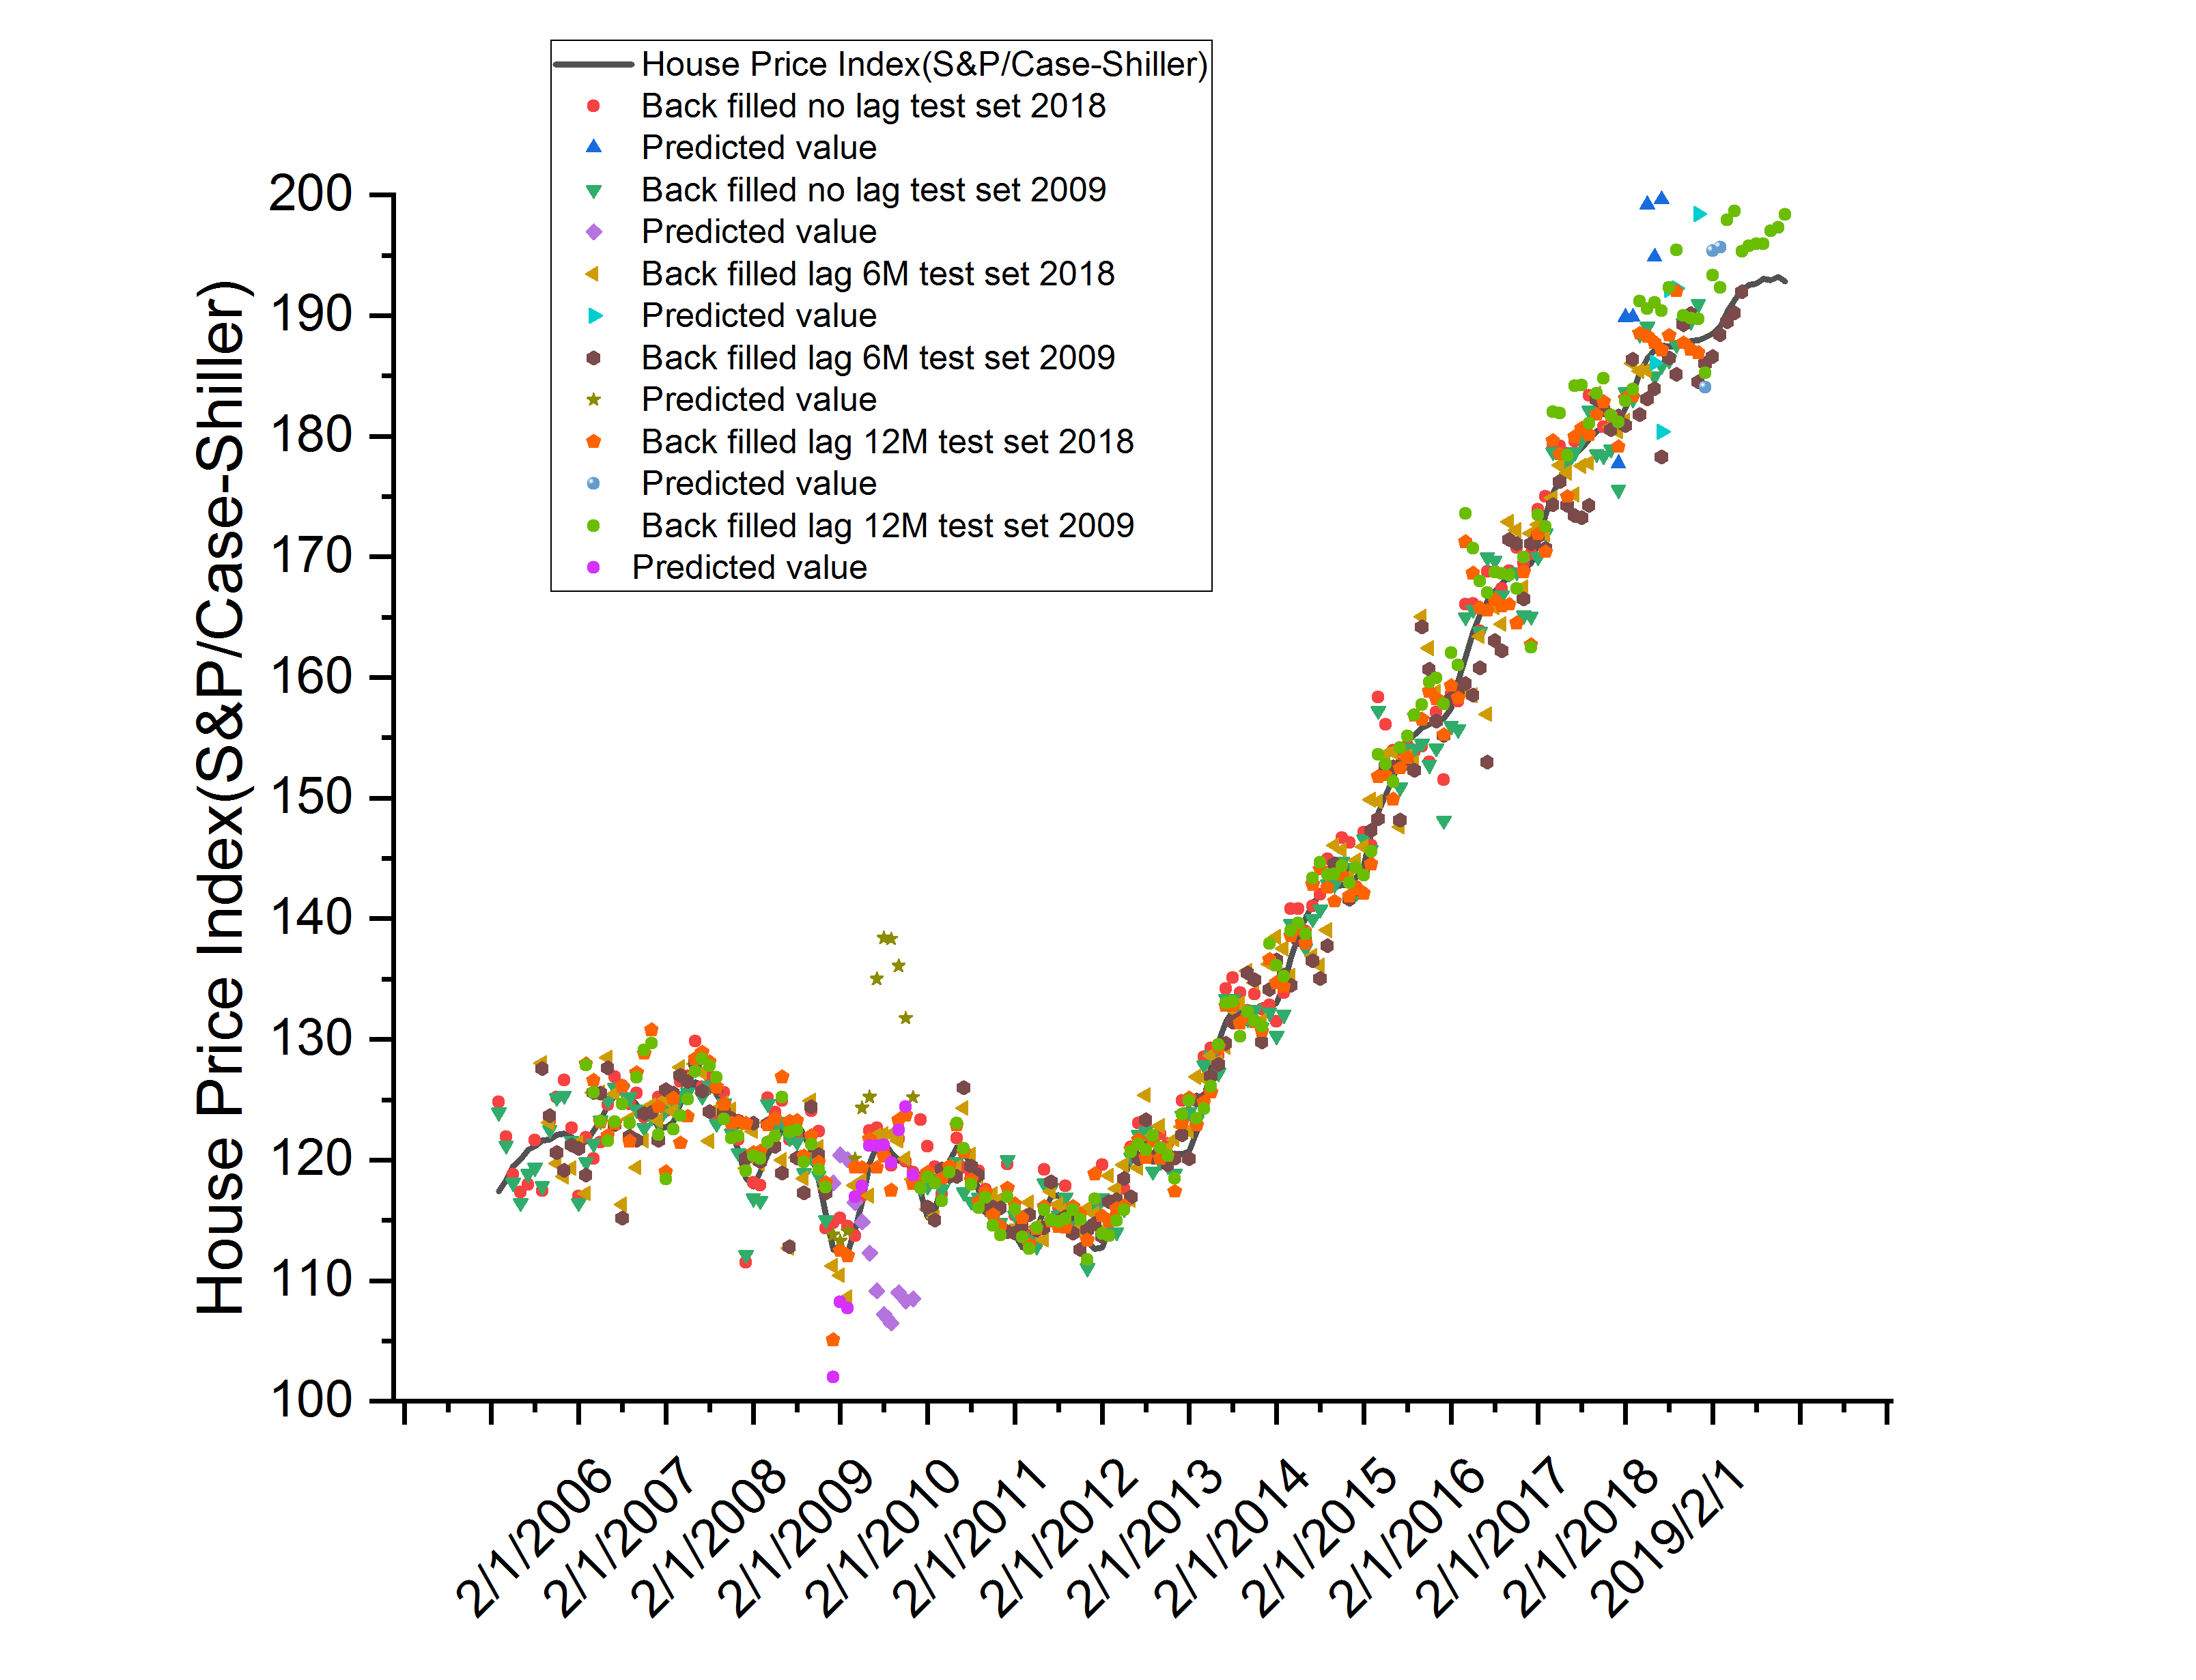 House Price Index(S&P/Case-Shiller)
Back filled no lag test set 2018
Predicted value
Back filled no lag test set 2009
Predicted value
Back filled lag 6M test set 2018
Predicted value
Back filled lag 6M test set 2009
Predicted value
Back filled lag 12M test set 2018
Predicted value
Back filled lag 12M test set 2009
Predicted value
House Price Index(S&P/Case-Shiller)
200
190
180
170
160
150
140
130
120
110
100
2/1/2006
2/1/2007
2/1/2008
2/1/2009
2/1/2010
2/1/2011
2/1/2012
2/1/2013
2/1/2014
2/1/2015
2/1/2016
2/1/2017
2/1/2018
2019/2/1